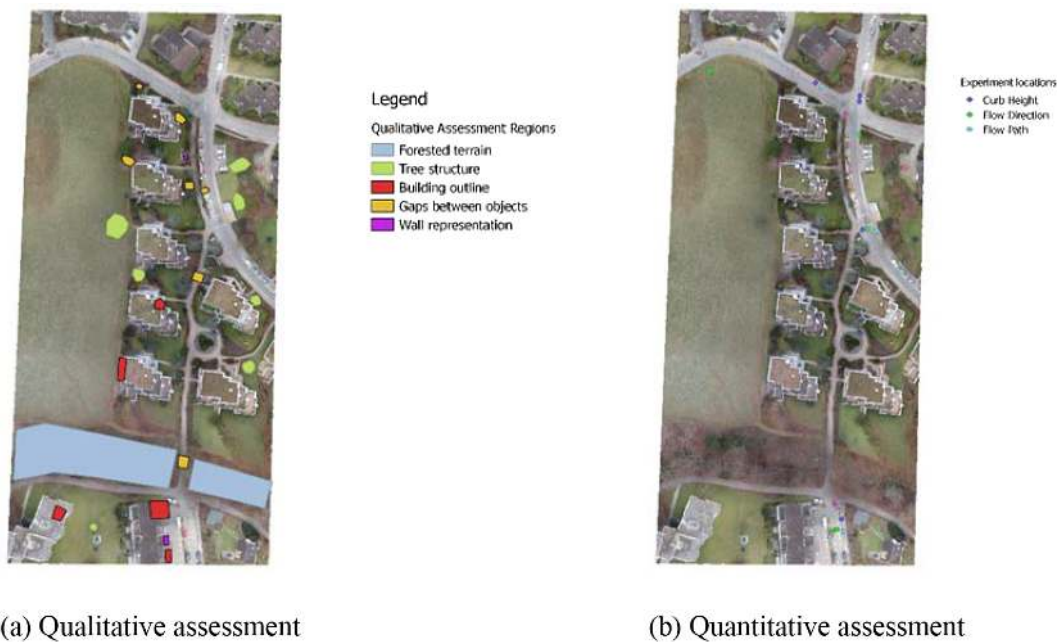 Legend
Qualitative Assessment Regions
Forested terrain
Tree structure
Building outline
Gaps between objects
Wall representation
Experiment locations
Curb Height
Flow Direction
Flow Path
(a) Qualitative assessment
(b) Quantitative assessment